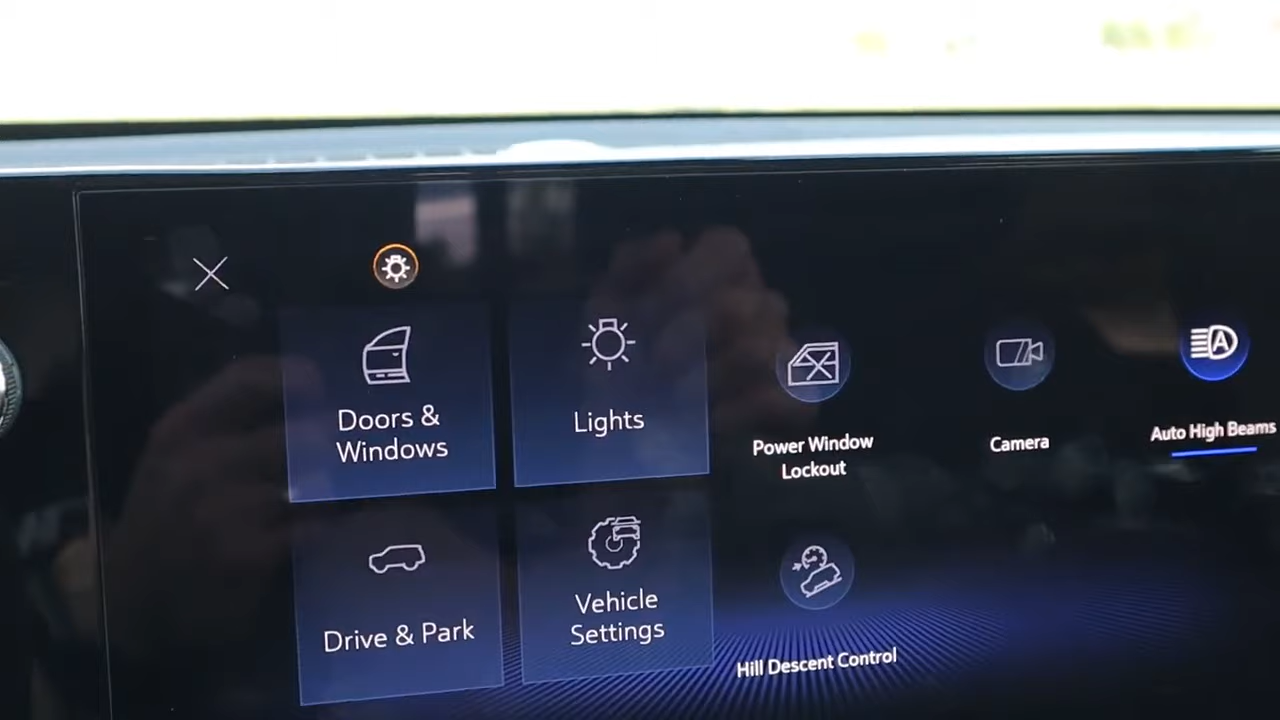 Doors &
Windows
Lights
Power Window
Lockout
Camera
A
Auto High Beams
Drive & Park
Vehicle
Settings
Hill Descent Control